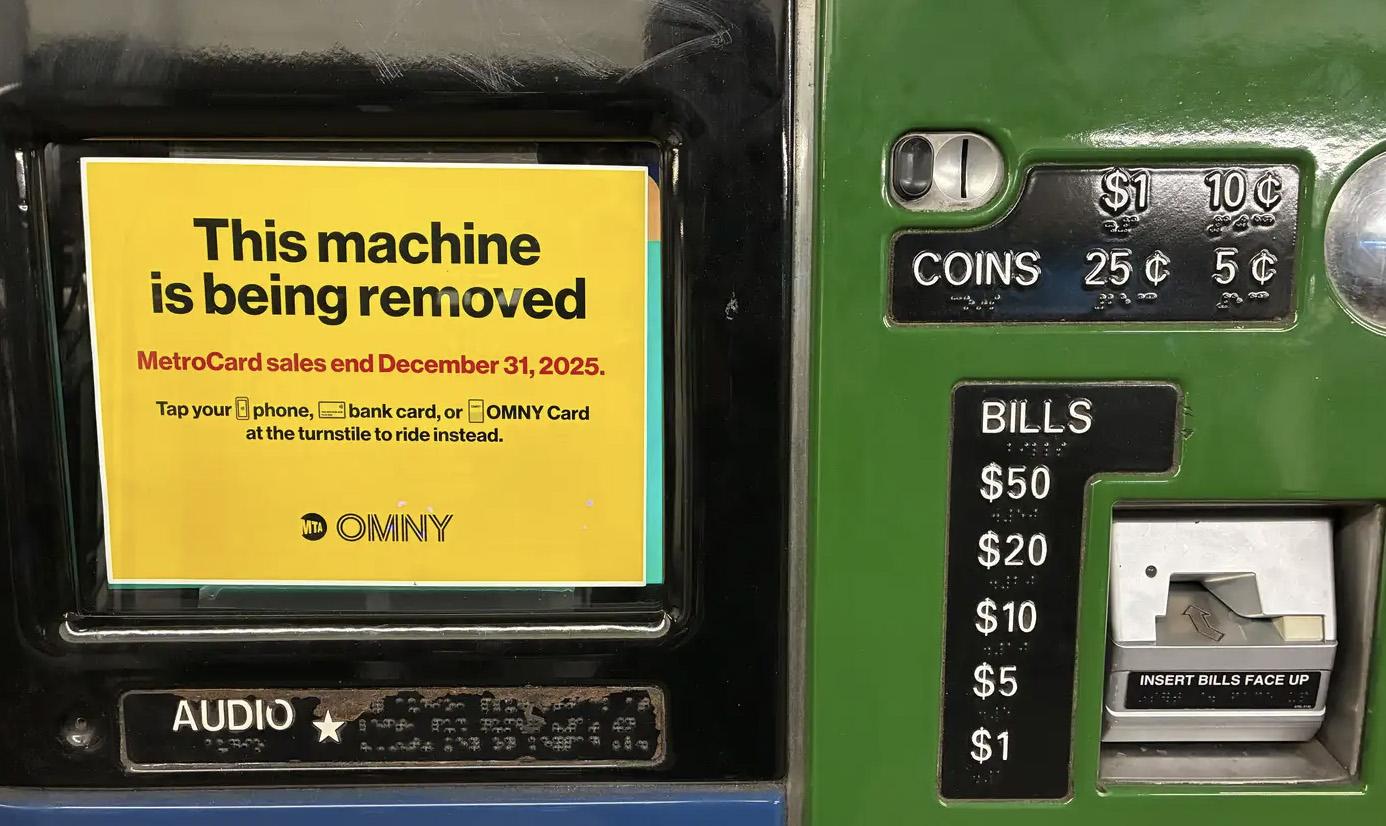 This machine
is being removed
MetroCard sales end December 31, 2025.
Tap your phone, bank card, or OMNY Card
at the turnstile to ride instead.
MTA OMNY
AUDIO
$1 10¢
COINS 25¢ 5¢
BILLS
$50
$20
$10
$5
$1
INSERT BILLS FACE UP